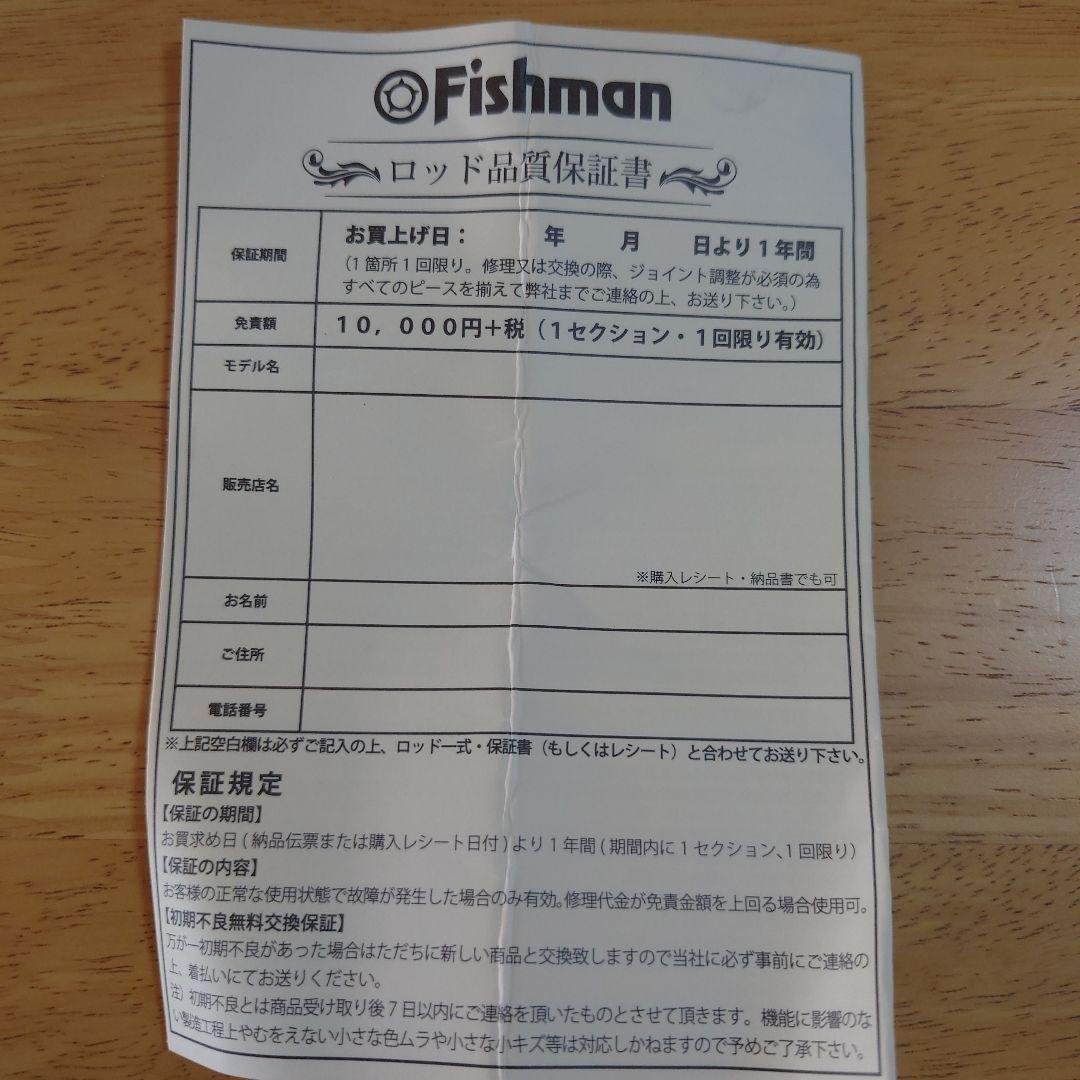 Fishman
ロッド品質保証書
保証期間
お買上げ日： 年 月 日より１年間
（１箇所１回限り。修理又は交換の際、ジョイント調整が必須の為
すべてのピースを揃えて弊社までご連絡の上、お送り下さい。）
免責額
１０，０００円＋税（１セクション・１回限り有効）
モデル名
販売店名
※購入レシート・納品書でも可
お名前
ご住所
電話番号
※上記空白欄は必ずご記入の上、ロッド一式・保証書（もしくはレシート）と合わせてお送り下さい。
保証規定
【保証の期間】
お買求め日（納品伝票または購入レシート日付）より１年間（期間内に１セクション、１回限り）
【保証の内容】
お客様の正常な使用状態で故障が発生した場合のみ有効。修理代金が免責金額を上回る場合使用可。
【初期不良無料交換保証】
万が一初期不良があった場合はただちに新しい商品と交換致しますので当社に必ず事前にご連絡の
上、着払いにてお送りください。
注）初期不良とは商品受け取り後７日以内にご連絡を頂いたものとさせて頂きます。機能に影響のな
い製造工程上やむをえない小さな色ムラや小さな小キズ等は対応しかねますので予めご了承下さい。